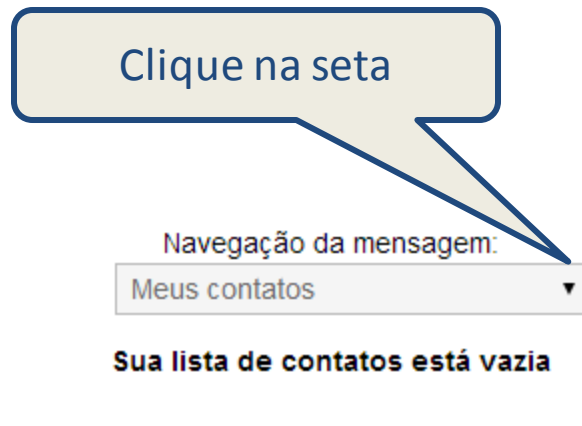 Clique na seta
Navegação da mensagem:
Meus contatos
Sua lista de contatos está vazia